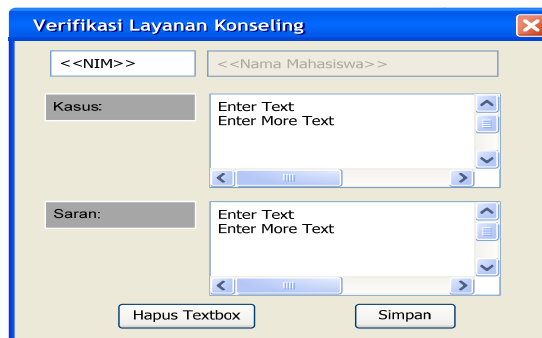 Verifikasi Layanan Konseling
<<NIM>> <<Nama Mahasiswa>>
Kasus:
Enter Text
Enter More Text
Saran:
Enter Text
Enter More Text
Hapus Textbox Simpan